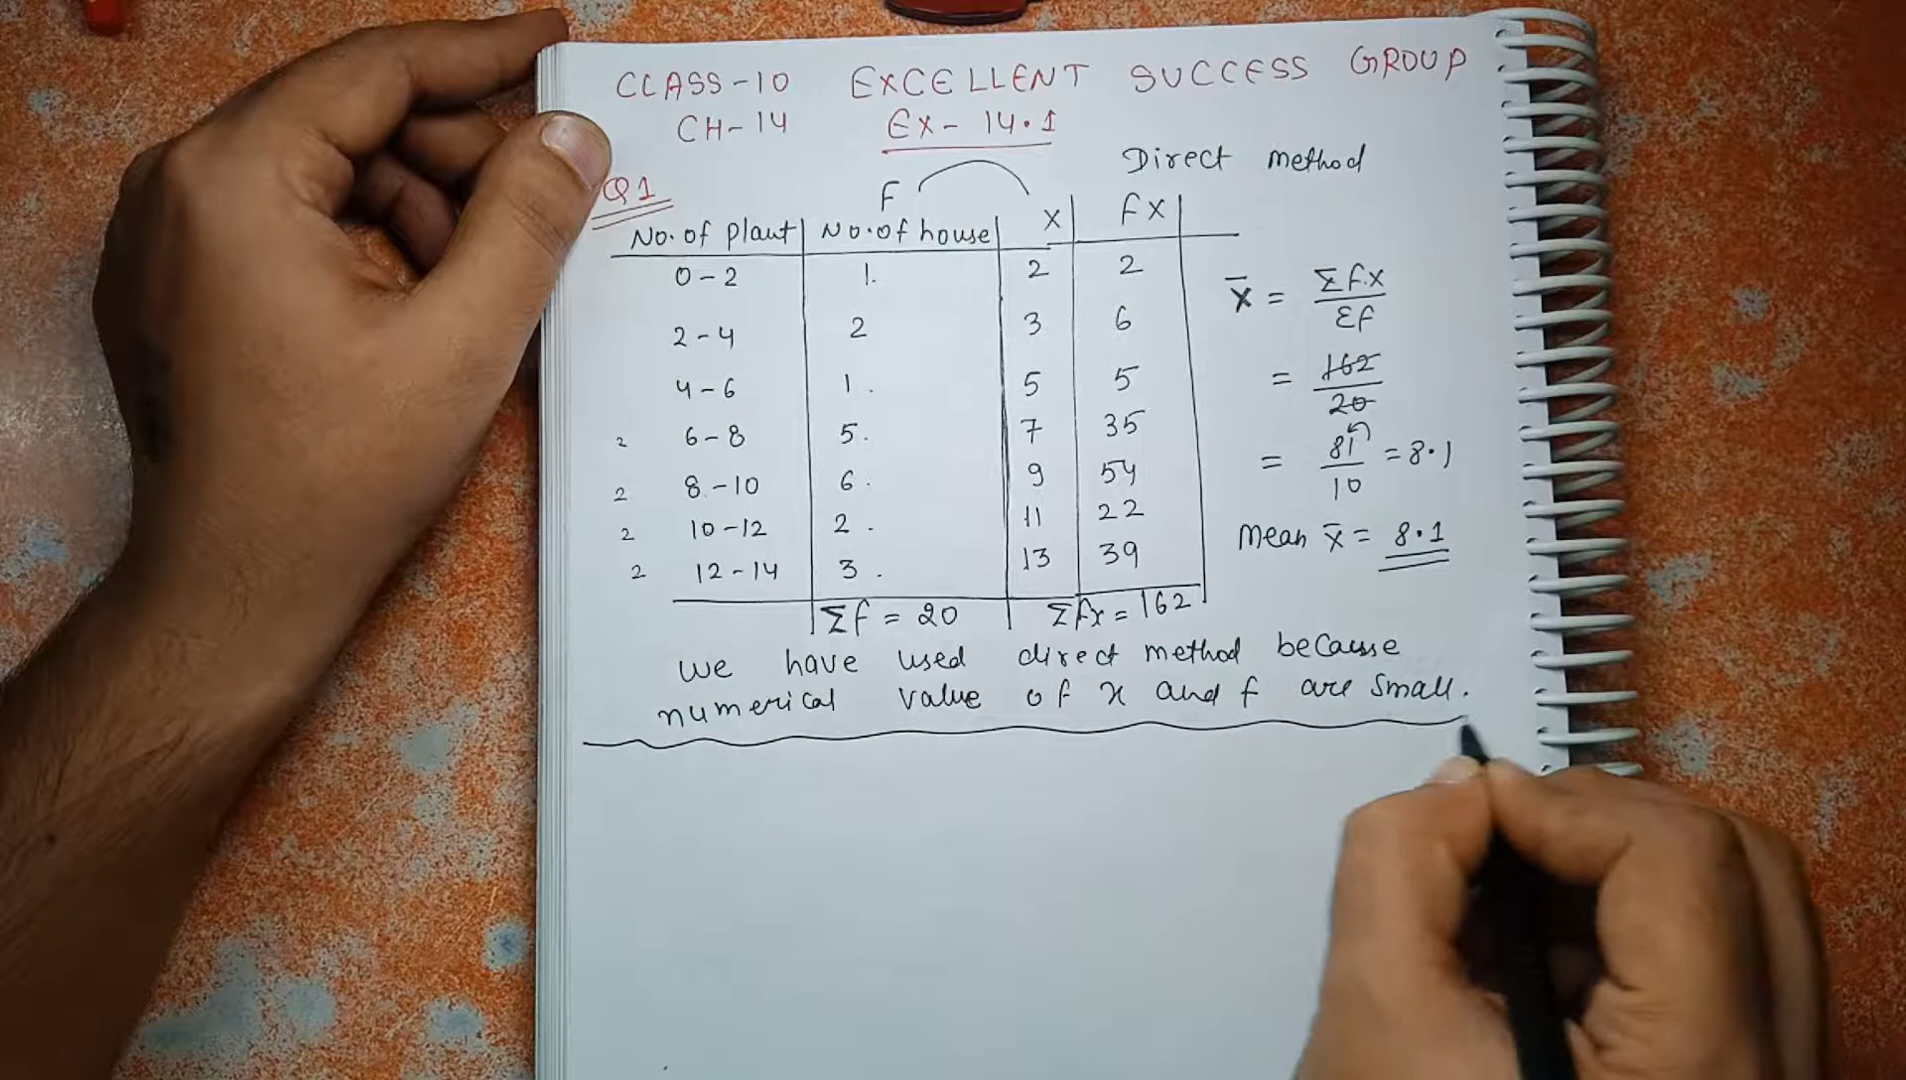 CLASS-10 EXCELLENT SUCCESS GROUP
CH-14 EX-14.1
Direct method
Q1
F
No. of plant No. of house X FX
0-2 1. 2 2
2-4 2 3 6
4-6 1. 5 5
2 6-8 5. 7 35
2 8.-10 6. 9 54
2 10-12 2. 11 22
2 12-14 3. 13 39
Σf = 20 Σfx = 162
x̄ = Σf.x / Σf
= 162 / 20
= 81 / 10 = 8.1
Mean x̄ = 8.1
we have used direct method because
numerical value of x and f are small.